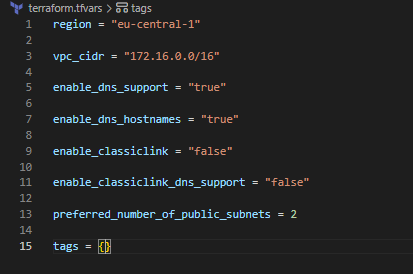 terraform.tfvars > tags
1 region = "eu-central-1"
2
3 vpc_cidr = "172.16.0.0/16"
4
5 enable_dns_support = "true"
6
7 enable_dns_hostnames = "true"
8
9 enable_classiclink = "false"
10
11 enable_classiclink_dns_support = "false"
12
13 preferred_number_of_public_subnets = 2
14
15 tags = {}